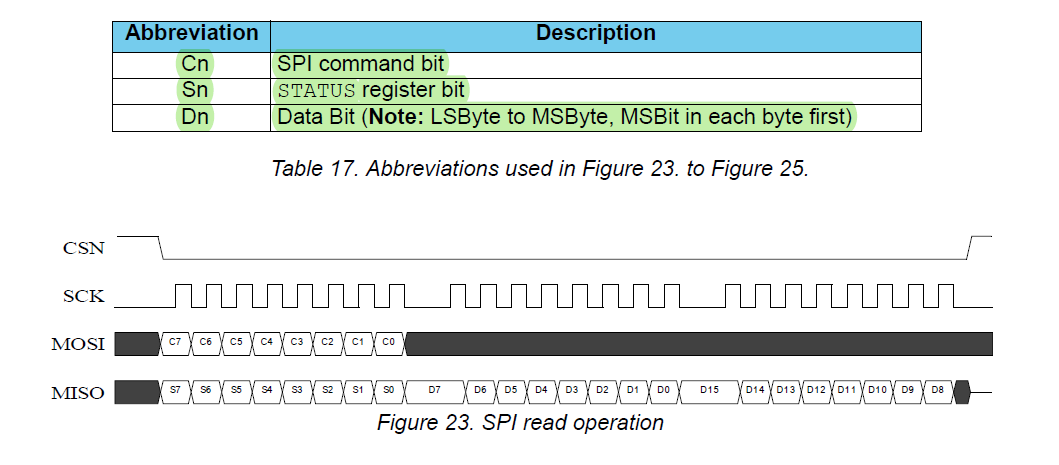 Abbreviation Description
Cn SPI command bit
Sn STATUS register bit
Dn Data Bit (Note: LSByte to MSByte, MSBit in each byte first)
Table 17. Abbreviations used in Figure 23. to Figure 25.
CSN
SCK
MOSI C7 C6 C5 C4 C3 C2 C1 C0
MISO S7 S6 S5 S4 S3 S2 S1 S0 D7 D6 D5 D4 D3 D2 D1 D0 D15 D14 D13 D12 D11 D10 D9 D8
Figure 23. SPI read operation